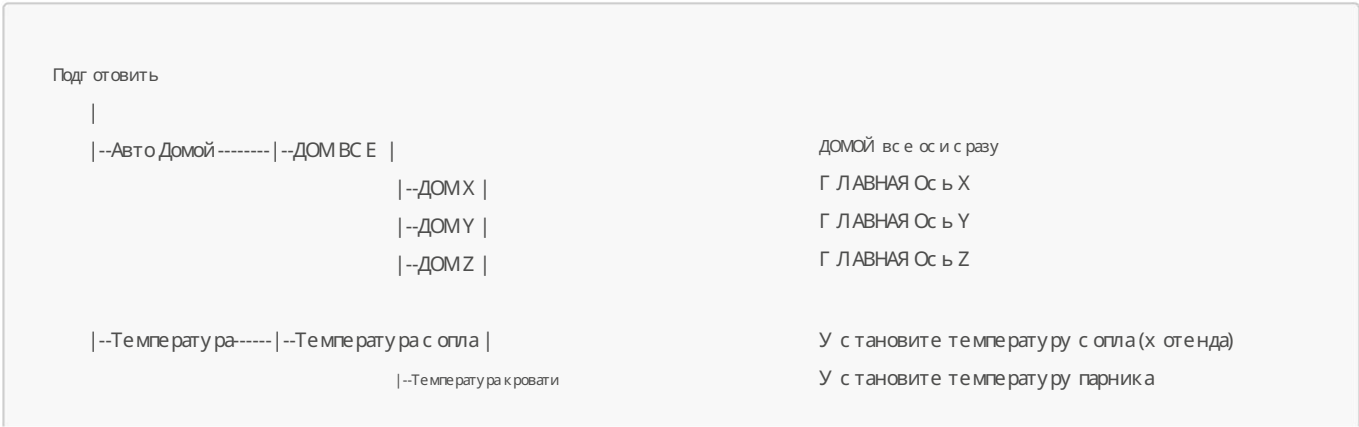 Подготовить
|
|--Авто Домой--------|--ДОМ ВСЕ | ДОМОЙ все оси сразу
|--ДОМ X | ГЛАВНАЯ Ось X
|--ДОМ Y | ГЛАВНАЯ Ось Y
|--ДОМ Z | ГЛАВНАЯ Ось Z
|--Температура------|--Температура сопла | Установите температуру сопла (хотенда)
|--Температура кровати Установите температуру парника